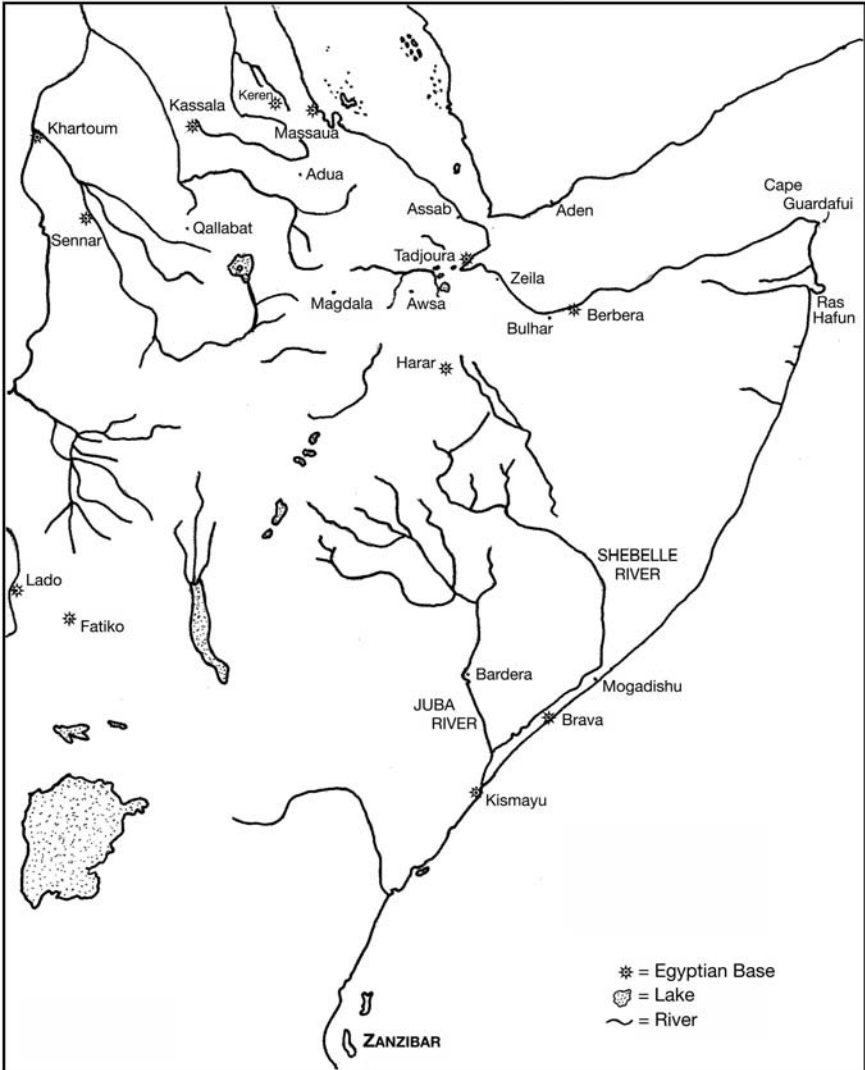 Keren
Kassala
Massaua
Khartoum
Adua
Cape
Guardafui
Assab
Aden
Sennar
Qallabat
Tadjoura
Zeila
Magdala
Awsa
Berbera
Ras
Hafun
Bulhar
Harar
SHEBELLE
RIVER
Lado
Fatiko
Bardera
Mogadishu
JUBA
RIVER
Brava
Kismayu
= Egyptian Base
= Lake
= River
ZANZIBAR